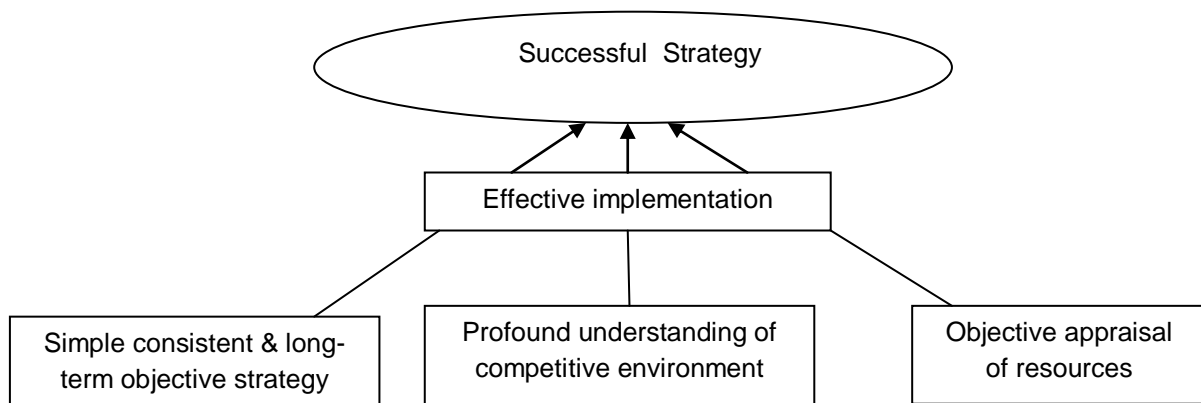 Successful Strategy
Effective implementation
Simple consistent & long-
term objective strategy
Profound understanding of
competitive environment
Objective appraisal
of resources